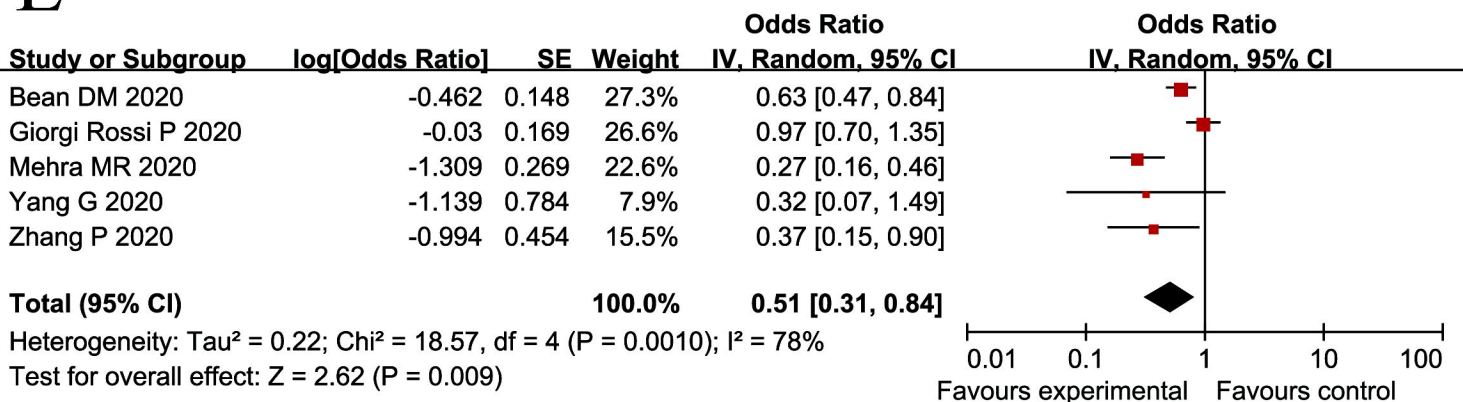 E
Odds Ratio Odds Ratio
Study or Subgroup log[Odds Ratio] SE Weight IV, Random, 95% CI IV, Random, 95% CI
Bean DM 2020 -0.462 0.148 27.3% 0.63 [0.47, 0.84]
Giorgi Rossi P 2020 -0.03 0.169 26.6% 0.97 [0.70, 1.35]
Mehra MR 2020 -1.309 0.269 22.6% 0.27 [0.16, 0.46]
Yang G 2020 -1.139 0.784 7.9% 0.32 [0.07, 1.49]
Zhang P 2020 -0.994 0.454 15.5% 0.37 [0.15, 0.90]
Total (95% CI) 100.0% 0.51 [0.31, 0.84]
Heterogeneity: Tau² = 0.22; Chi² = 18.57, df = 4 (P = 0.0010); I² = 78%
Test for overall effect: Z = 2.62 (P = 0.009)
0.01 0.1 1 10 100
Favours experimental Favours control